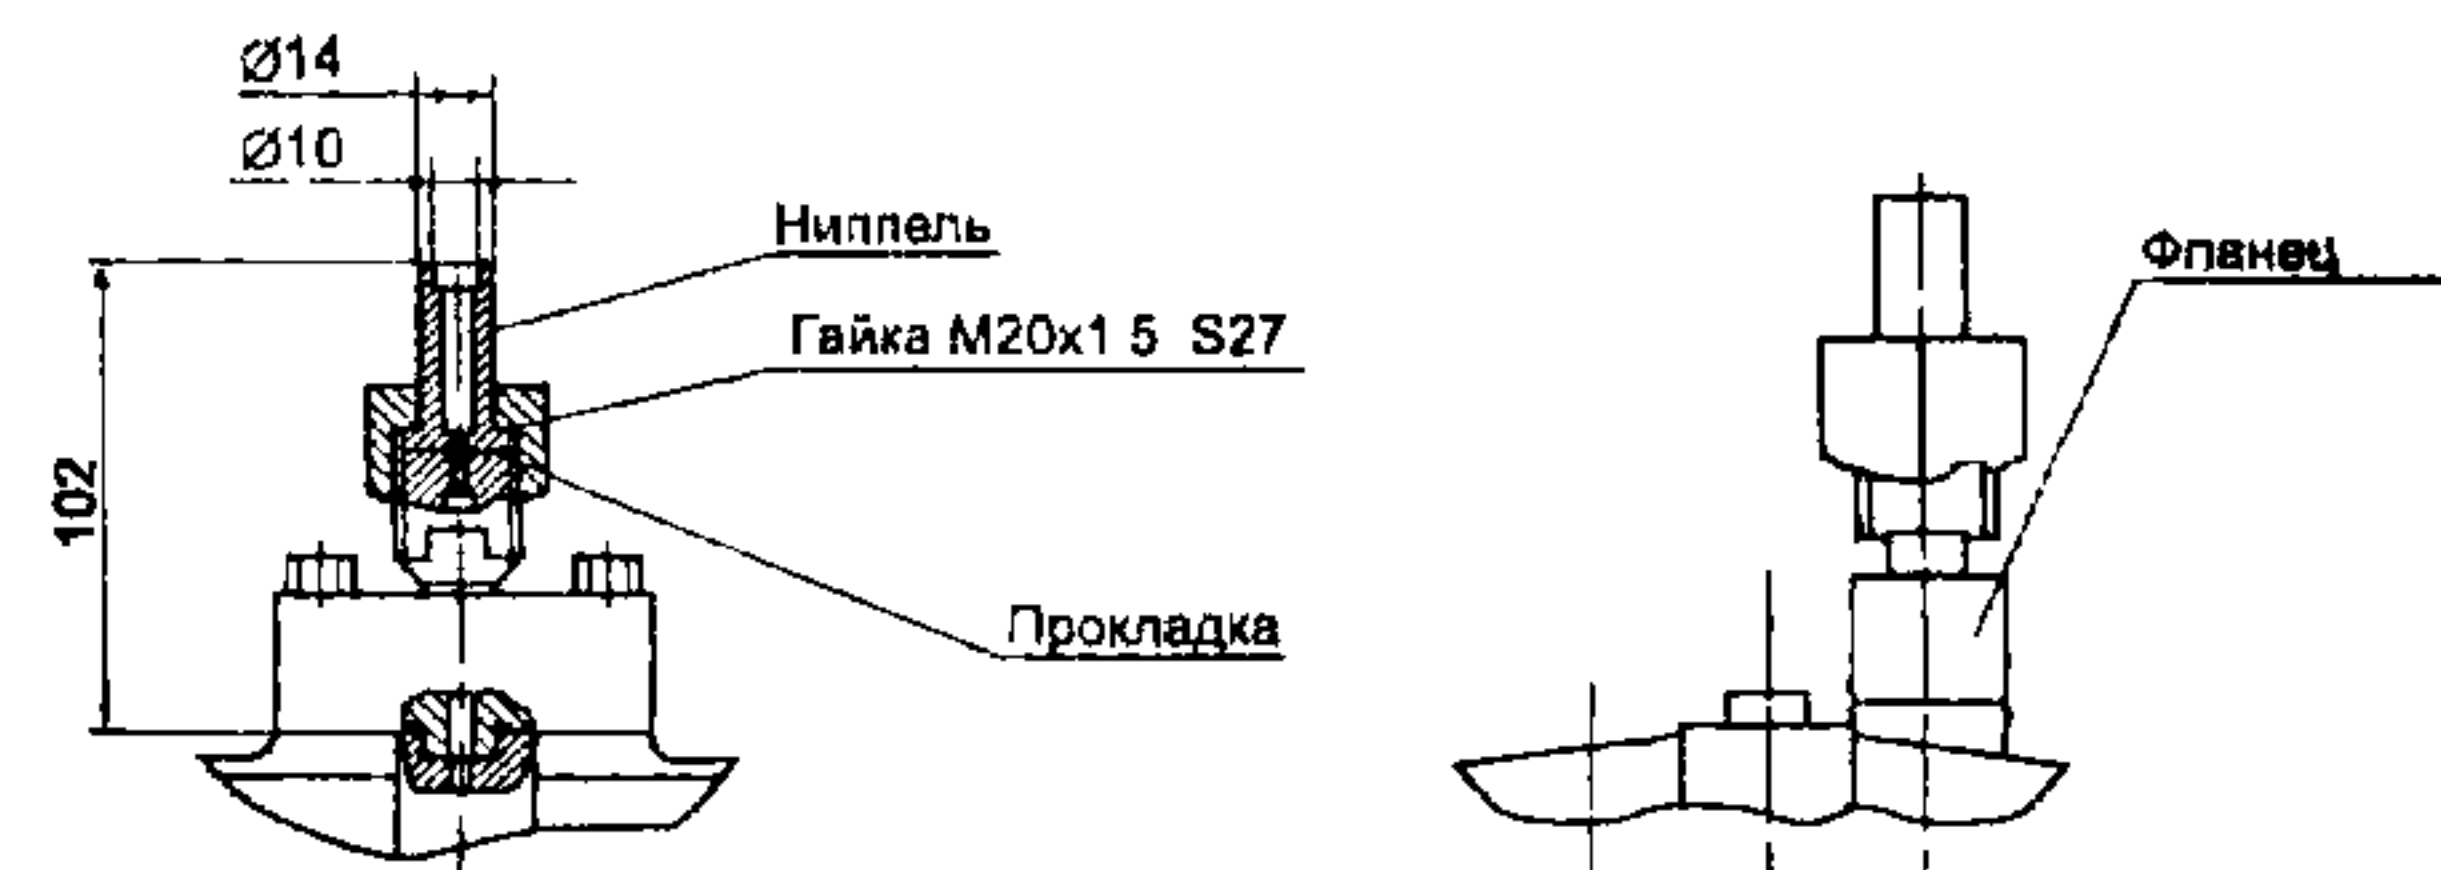 Ø14
Ø10
Ниппель
Фланец
Гайка М20х1 5 S27
102
Прокладка